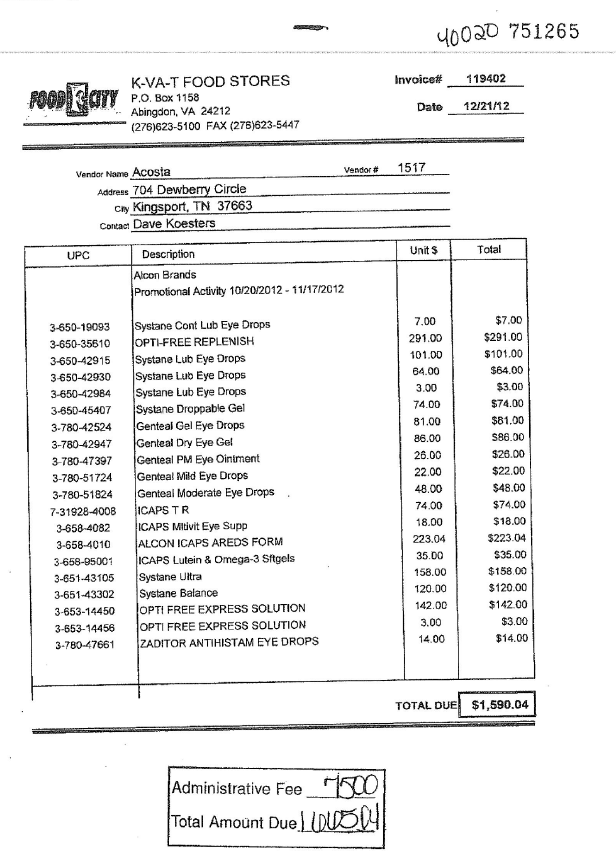 40020 751265
FOOD CITY
K-VA-T FOOD STORES
P.O. Box 1158
Abingdon, VA 24212
(276)623-5100 FAX (276)623-5447
Invoice# 119402
Date 12/21/12
Vendor Name Acosta Vendor # 1517
Address 704 Dewberry Circle
City Kingsport, TN 37663
Contact Dave Koesters
UPC Description Unit $ Total
Alcon Brands
Promotional Activity 10/20/2012 - 11/17/2012
3-650-19093 Systane Cont Lub Eye Drops 7.00 $7.00
3-650-35610 OPTI-FREE REPLENISH 291.00 $291.00
3-650-42915 Systane Lub Eye Drops 101.00 $101.00
3-650-42930 Systane Lub Eye Drops 64.00 $64.00
3-650-42984 Systane Lub Eye Drops 3.00 $3.00
3-650-45407 Systane Droppable Gel 74.00 $74.00
3-780-42524 Genteal Gel Eye Drops 81.00 $81.00
3-780-42947 Genteal Dry Eye Gel 86.00 $86.00
3-780-47397 Genteal PM Eye Ointment 26.00 $26.00
3-780-51724 Genteal Mild Eye Drops 22.00 $22.00
3-780-51824 Genteal Moderate Eye Drops 48.00 $48.00
7-31928-4008 ICAPS T R 74.00 $74.00
3-658-4082 ICAPS Mltivit Eye Supp 18.00 $18.00
3-658-4010 ALCON ICAPS AREDS FORM 223.04 $223.04
3-658-95001 ICAPS Lutein & Omega-3 Sftgels 35.00 $35.00
3-651-43105 Systane Ultra 158.00 $158.00
3-651-43302 Systane Balance 120.00 $120.00
3-653-14450 OPTI FREE EXPRESS SOLUTION 142.00 $142.00
3-653-14456 OPTI FREE EXPRESS SOLUTION 3.00 $3.00
3-780-47661 ZADITOR ANTIHISTAM EYE DROPS 14.00 $14.00
TOTAL DUE $1,590.04
Administrative Fee 7500
Total Amount Due 166504